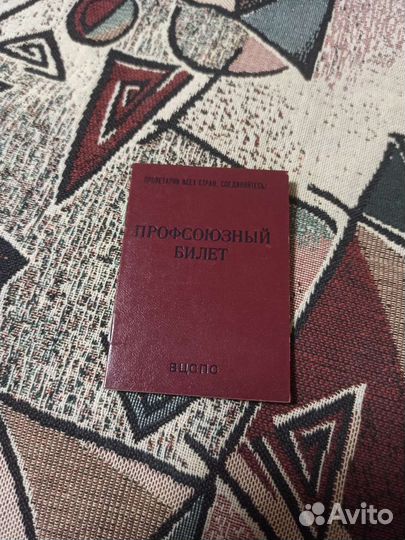 ПРОЛЕТАРИИ ВСЕХ СТРАН, СОЕДИНЯЙТЕСЬ!
ПРОФСОЮЗНЫЙ
БИЛЕТ
ВЦСПС
Avito